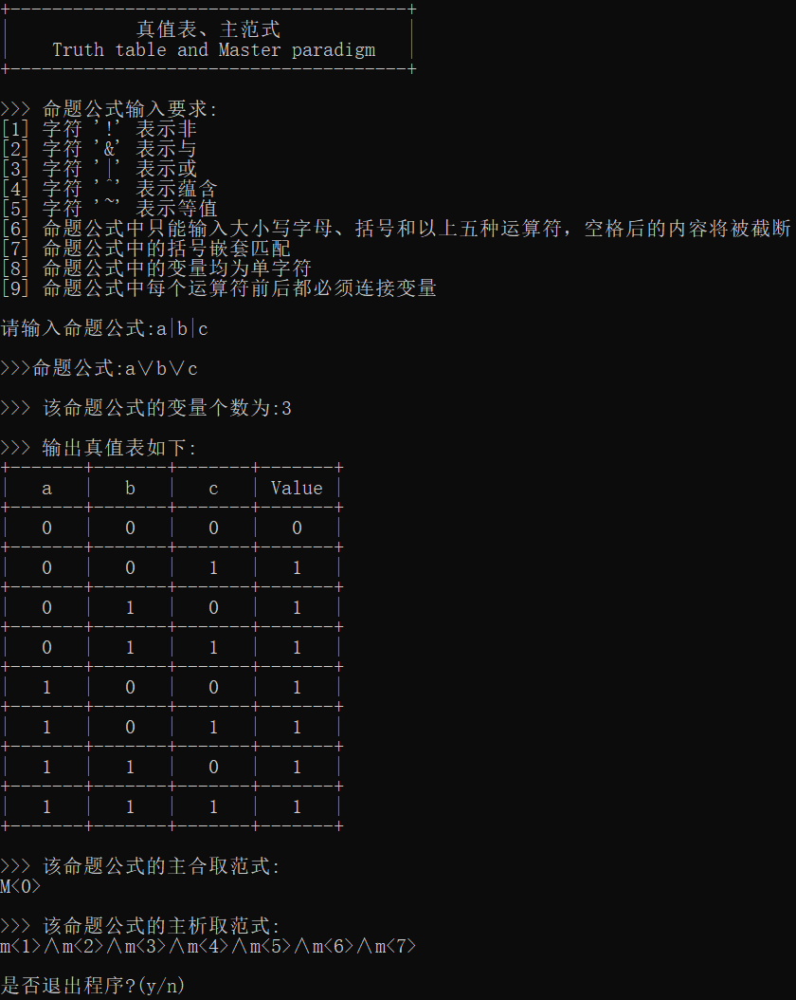 +--------------------------------------+
|            真值表、主范式            |
|    Truth table and Master paradigm   |
+--------------------------------------+
>>> 命题公式输入要求:
[1] 字符 '!' 表示非
[2] 字符 '&' 表示与
[3] 字符 '|' 表示或
[4] 字符 '^' 表示蕴含
[5] 字符 '~' 表示等值
[6] 命题公式中只能输入大小写字母、括号和以上五种运算符，空格后的内容将被截断
[7] 命题公式中的括号嵌套匹配
[8] 命题公式中的变量均为单字符
[9] 命题公式中每个运算符前后都必须连接变量
请输入命题公式:a|b|c
>>>命题公式:a∨b∨c
>>> 该命题公式的变量个数为:3
>>> 输出真值表如下:
+-------+-------+-------+-------+
|   a   |   b   |   c   | Value |
+-------+-------+-------+-------+
|   0   |   0   |   0   |   0   |
+-------+-------+-------+-------+
|   0   |   0   |   1   |   1   |
+-------+-------+-------+-------+
|   0   |   1   |   0   |   1   |
+-------+-------+-------+-------+
|   0   |   1   |   1   |   1   |
+-------+-------+-------+-------+
|   1   |   0   |   0   |   1   |
+-------+-------+-------+-------+
|   1   |   0   |   1   |   1   |
+-------+-------+-------+-------+
|   1   |   1   |   0   |   1   |
+-------+-------+-------+-------+
|   1   |   1   |   1   |   1   |
+-------+-------+-------+-------+
>>> 该命题公式的主合取范式:
M<0>
>>> 该命题公式的主析取范式:
m<1>∧m<2>∧m<3>∧m<4>∧m<5>∧m<6>∧m<7>
是否退出程序?(y/n)